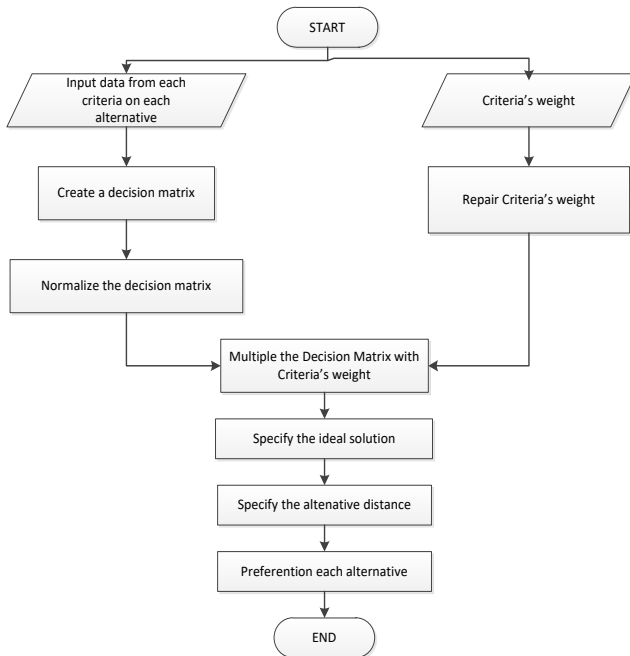 START
Input data from each
criteria on each
alternative
Criteria's weight
Create a decision matrix
Repair Criteria's weight
Normalize the decision matrix
Multiple the Decision Matrix with
Criteria's weight
Specify the ideal solution
Specify the altenative distance
Preferention each alternative
END